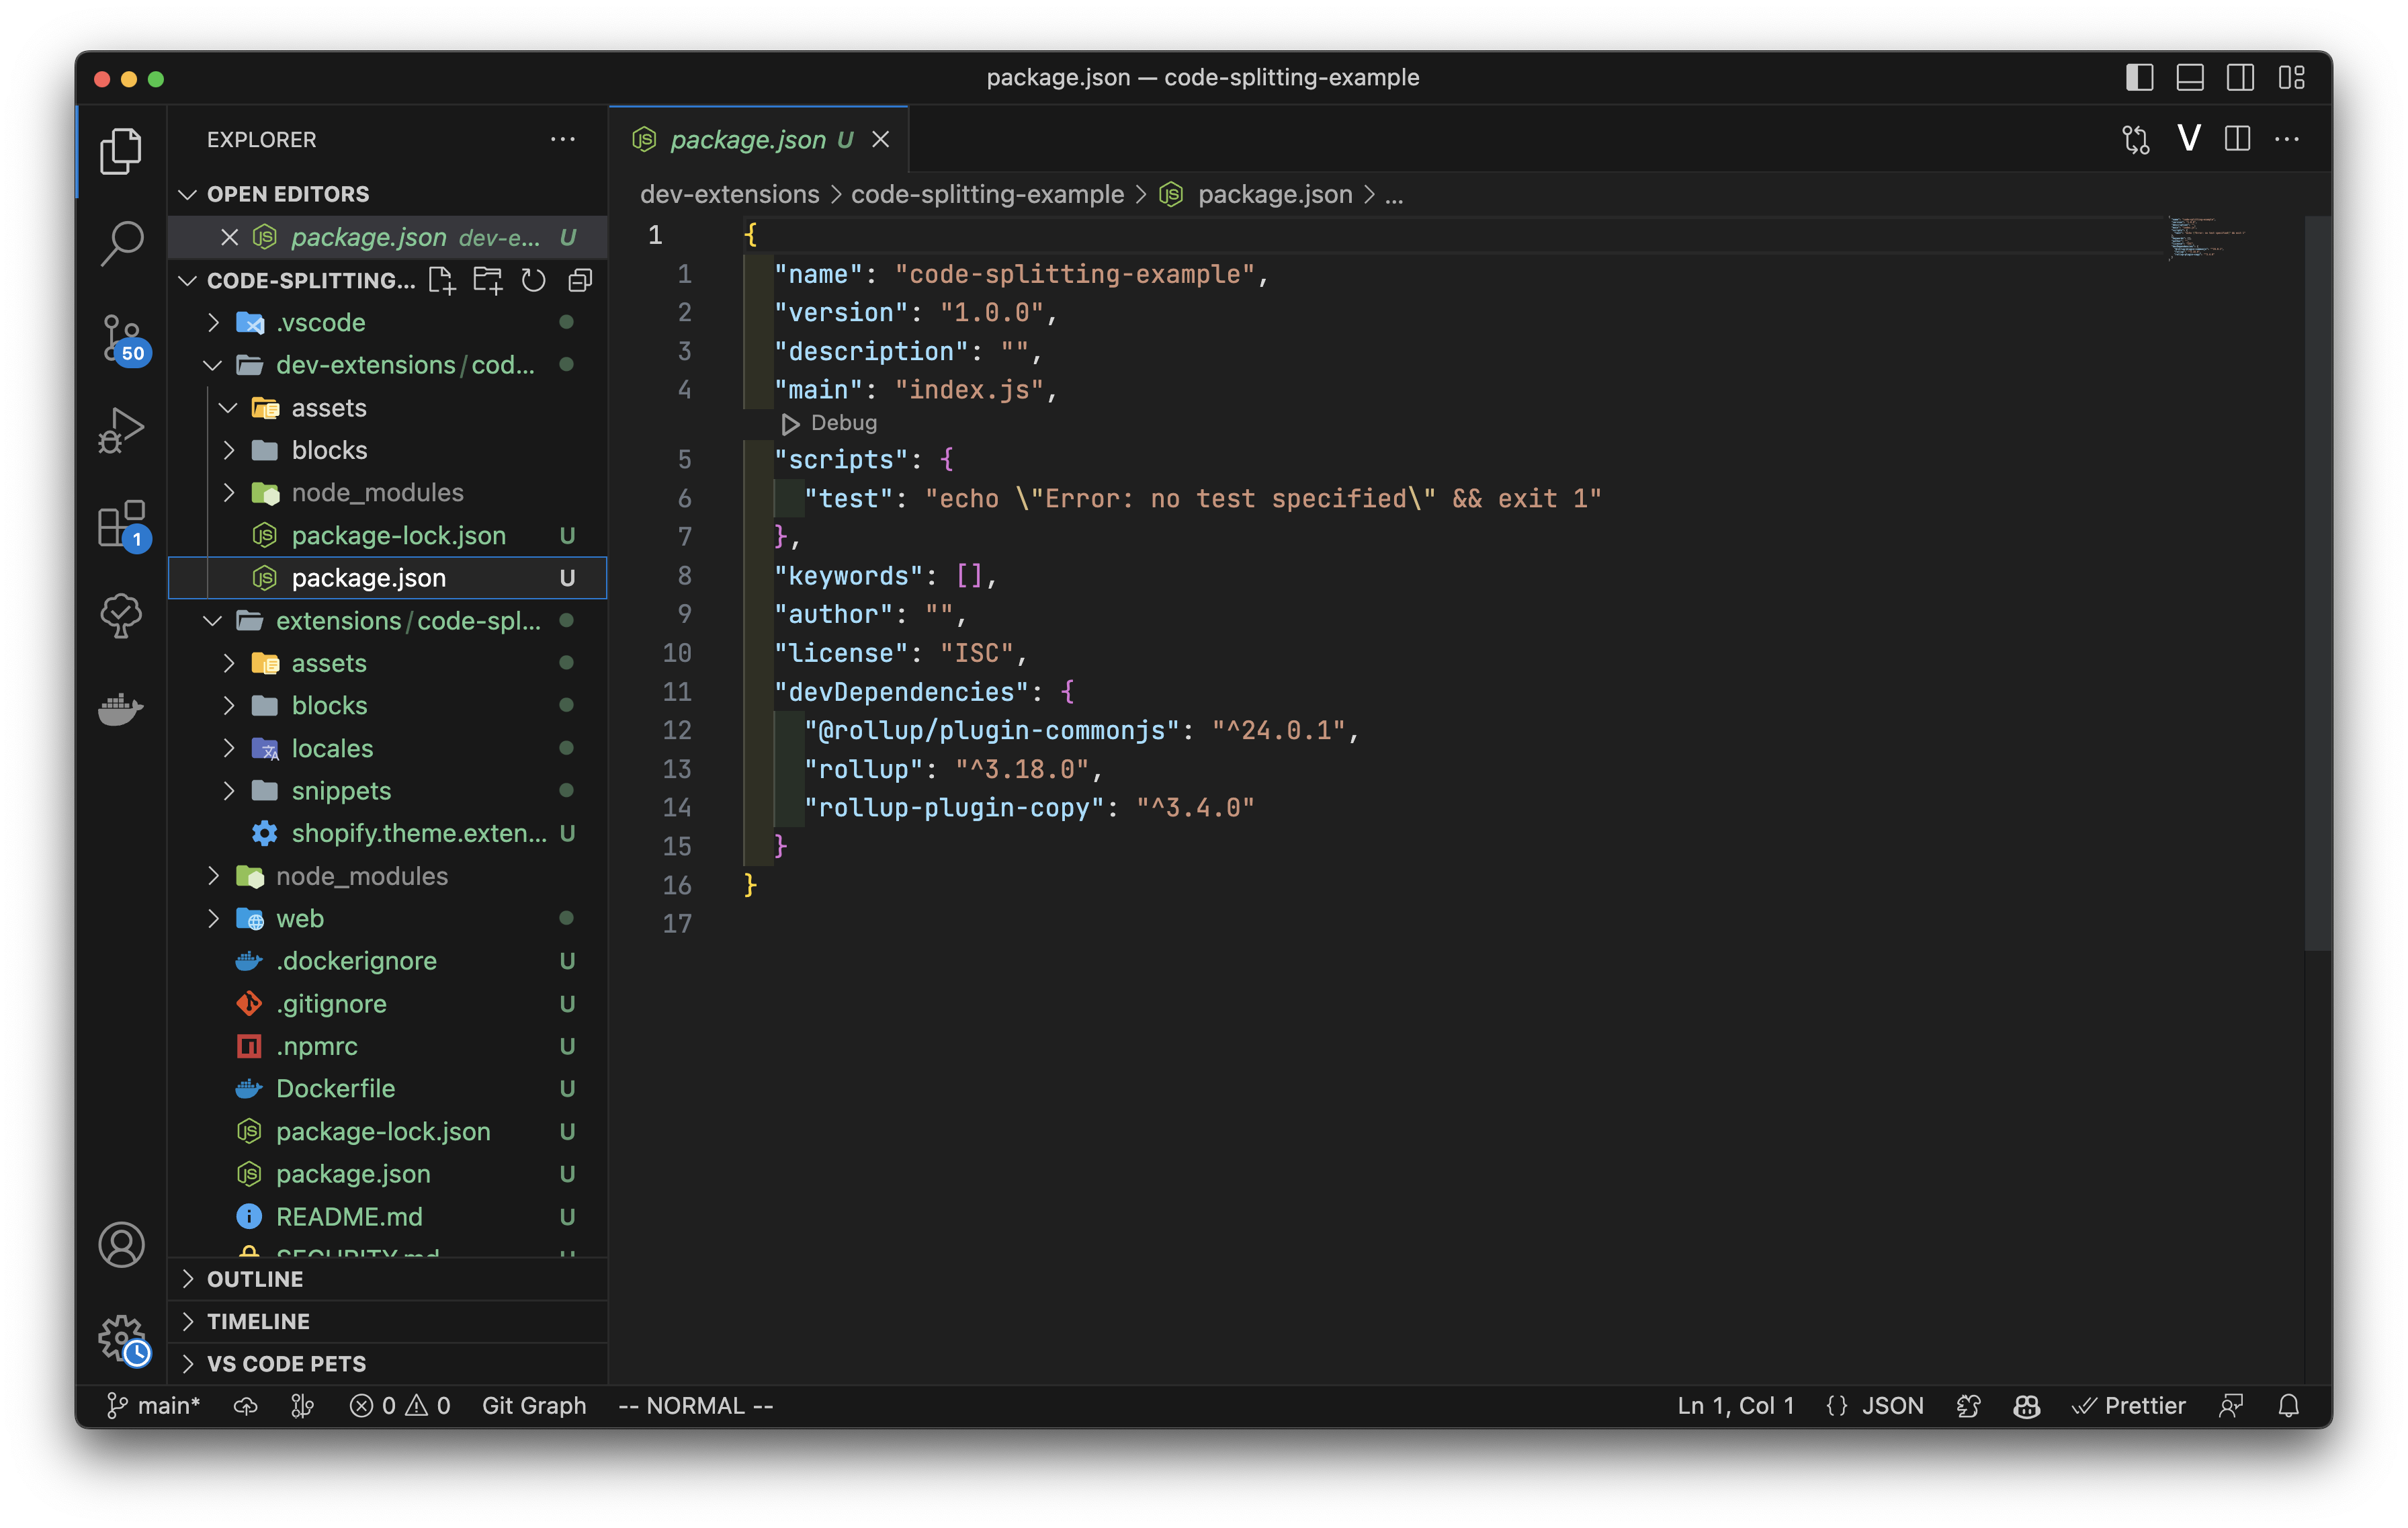 package.json — code-splitting-example
EXPLORER
OPEN EDITORS
package.json dev-e... U
CODE-SPLITTING...
.vscode
dev-extensions/cod...
assets
blocks
node_modules
package-lock.json U
package.json U
extensions/code-spl...
assets
blocks
locales
snippets
shopify.theme.exten... U
node_modules
web
.dockerignore U
.gitignore U
.npmrc U
Dockerfile U
package-lock.json U
package.json U
README.md U
SECURITY.md U
OUTLINE
TIMELINE
VS CODE PETS
50
1
package.json U
dev-extensions > code-splitting-example > package.json > ...
1 {
1 "name": "code-splitting-example",
2 "version": "1.0.0",
3 "description": "",
4 "main": "index.js",
Debug
5 "scripts": {
6 "test": "echo \"Error: no test specified\" && exit 1"
7 },
8 "keywords": [],
9 "author": "",
10 "license": "ISC",
11 "devDependencies": {
12 "@rollup/plugin-commonjs": "^24.0.1",
13 "rollup": "^3.18.0",
14 "rollup-plugin-copy": "^3.4.0"
15 }
16 }
17
main* 0 0 Git Graph -- NORMAL -- Ln 1, Col 1 {} JSON Prettier